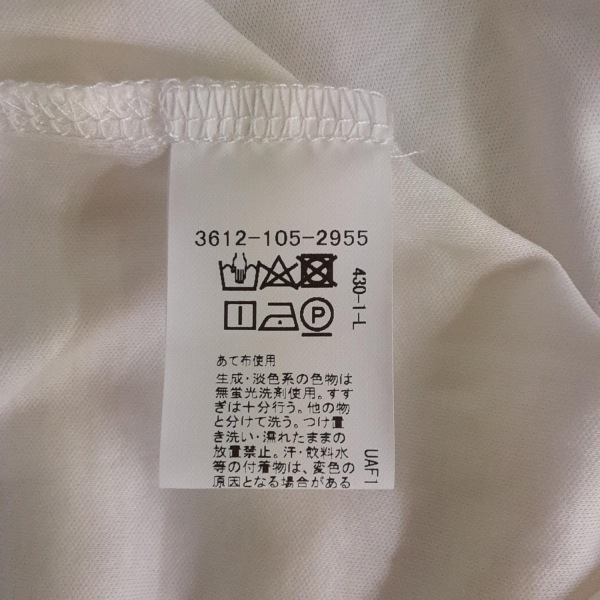 3612-105-2955
P
430-1-L
あて布使用
生成・淡色系の色物は
無蛍光洗剤使用。すす
ぎは十分行う。他の物
と分けて洗う。つけ置
き洗い・濡れたままの
放置禁止。汗・飲料水
等の付着物は、変色の
原因となる場合がある
UAF1